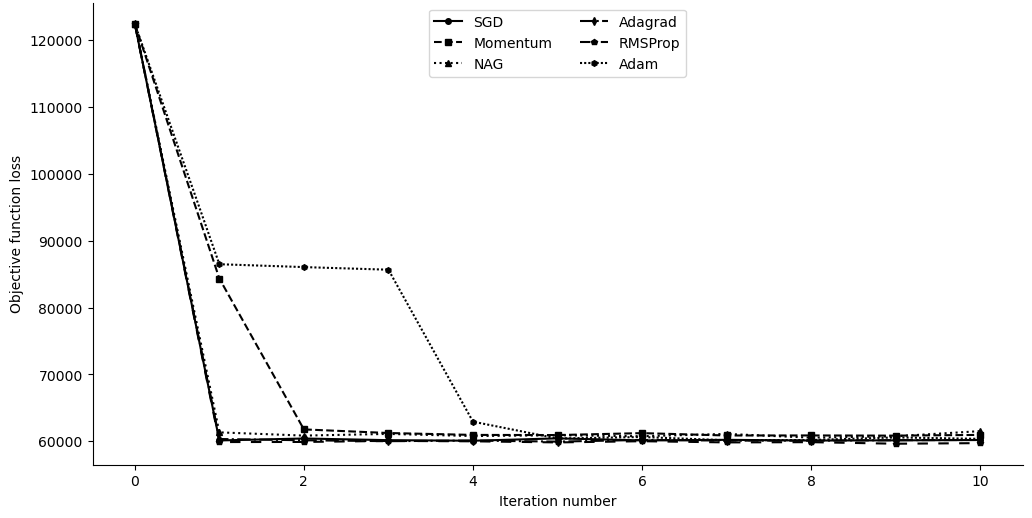 120000
110000
100000
90000
80000
70000
60000
Objective function loss
SGD
Momentum
NAG
Adagrad
RMSProp
Adam
0 2 4 6 8 10
Iteration number